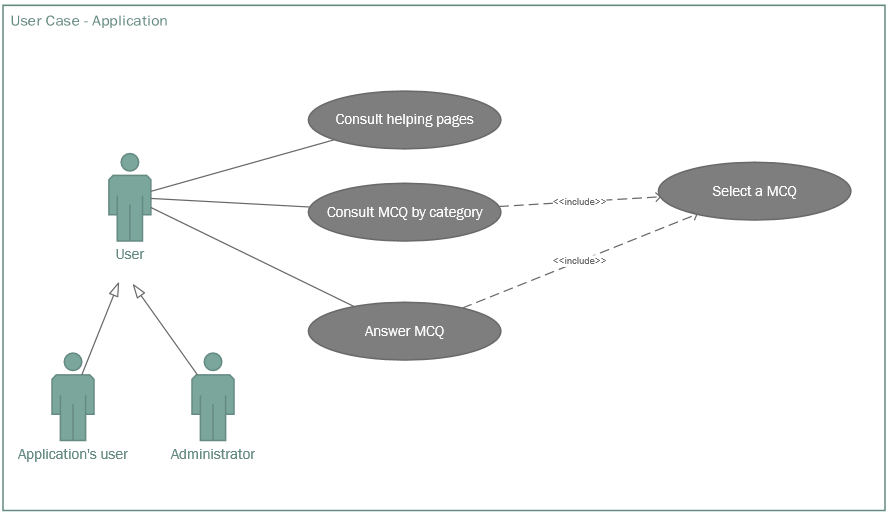 User Case - Application
Consult helping pages
Select a MCQ
<<include>>
Consult MCQ by category
User
<<include>>
Answer MCQ
Application's user
Administrator